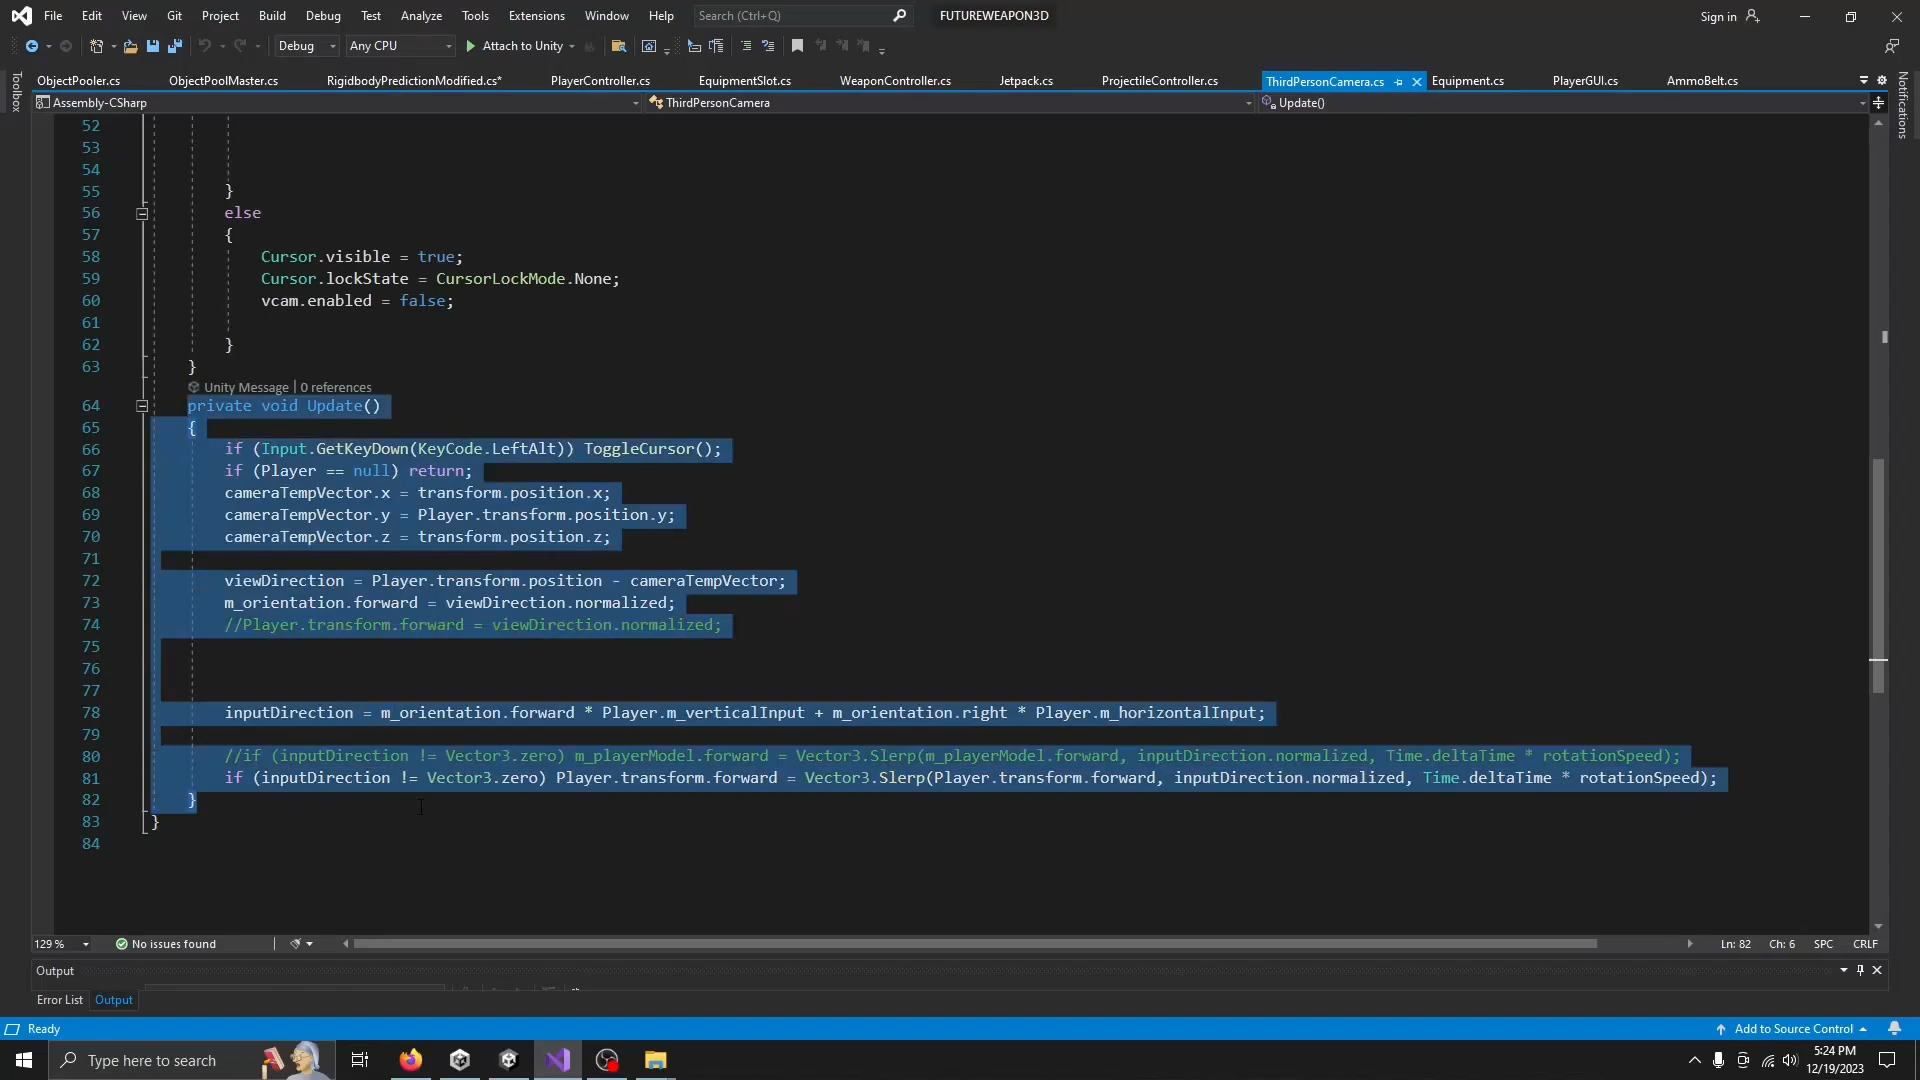 File Edit View Git Project Build Debug Test Analyze Tools Extensions Window Help Search (Ctrl+Q) FUTUREWEAPON3D Sign in
Debug Any CPU Attach to Unity
ObjectPooler.cs ObjectPoolMaster.cs RigidbodyPredictionModified.cs* PlayerController.cs EquipmentSlot.cs WeaponController.cs Jetpack.cs ProjectileController.cs ThirdPersonCamera.cs Equipment.cs PlayerGUI.cs AmmoBelt.cs
Toolbox
Notifications
Assembly-CSharp ThirdPersonCamera Update()
52
53
54
55 }
56 else
57 {
58 Cursor.visible = true;
59 Cursor.lockState = CursorLockMode.None;
60 vcam.enabled = false;
61
62 }
63 }
Unity Message | 0 references
64 private void Update()
65 {
66 if (Input.GetKeyDown(KeyCode.LeftAlt)) ToggleCursor();
67 if (Player == null) return;
68 cameraTempVector.x = transform.position.x;
69 cameraTempVector.y = Player.transform.position.y;
70 cameraTempVector.z = transform.position.z;
71
72 viewDirection = Player.transform.position - cameraTempVector;
73 m_orientation.forward = viewDirection.normalized;
74 //Player.transform.forward = viewDirection.normalized;
75
76
77
78 inputDirection = m_orientation.forward * Player.m_verticalInput + m_orientation.right * Player.m_horizontalInput;
79
80 //if (inputDirection != Vector3.zero) m_playerModel.forward = Vector3.Slerp(m_playerModel.forward, inputDirection.normalized, Time.deltaTime * rotationSpeed);
81 if (inputDirection != Vector3.zero) Player.transform.forward = Vector3.Slerp(Player.transform.forward, inputDirection.normalized, Time.deltaTime * rotationSpeed);
82 }
83 }
84
129 % No issues found Ln: 82 Ch: 6 SPC CRLF
Output
Error List Output
Ready Add to Source Control
Type here to search 5:24 PM
12/19/2023